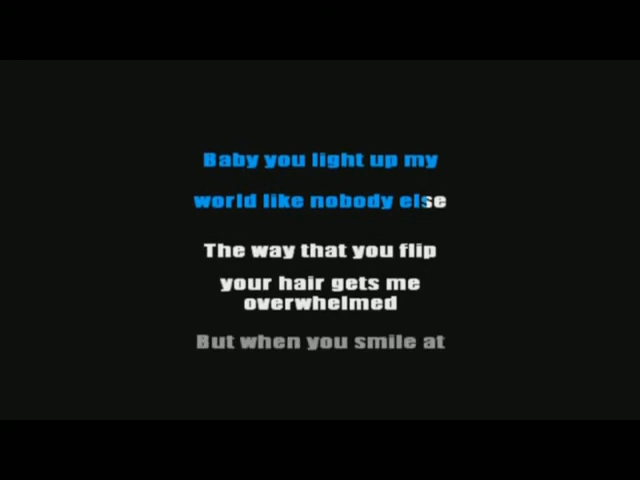 Baby you light up my
world like nobody else
The way that you flip
your hair gets me
overwhelmed
But when you smile at